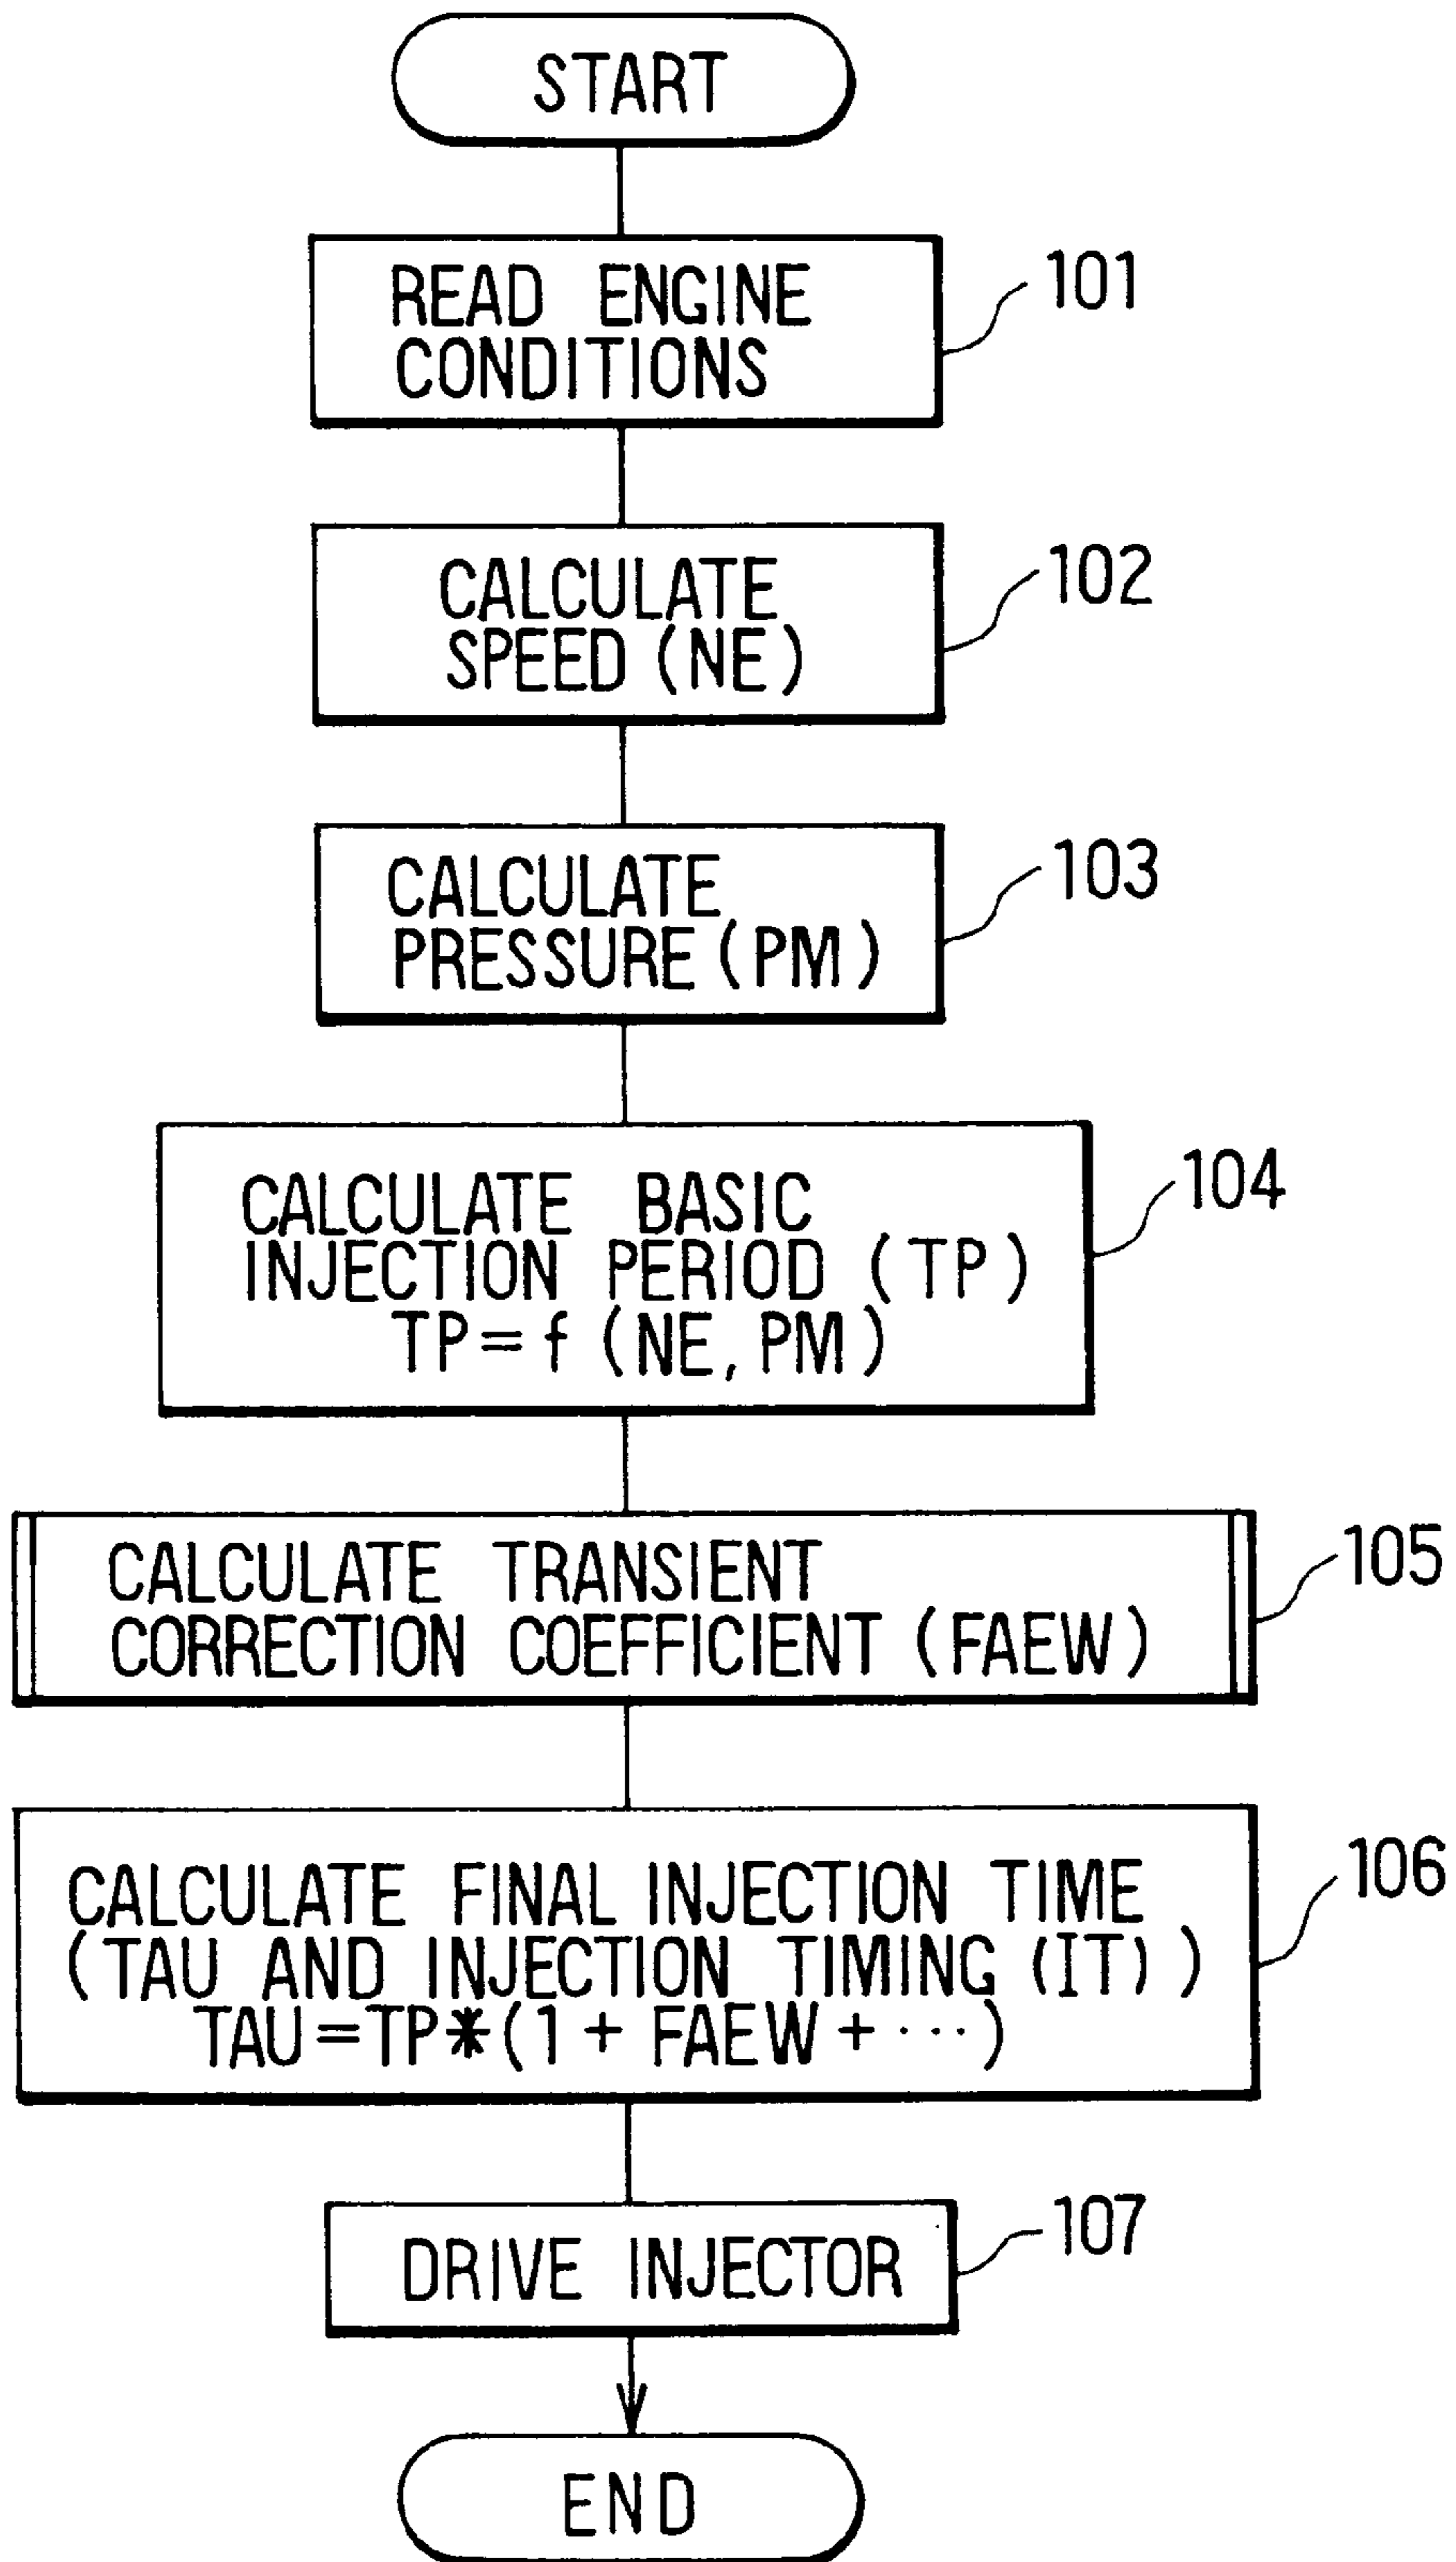 START
READ ENGINE
CONDITIONS
101
CALCULATE
SPEED (NE)
102
CALCULATE
PRESSURE (PM)
103
CALCULATE BASIC
INJECTION PERIOD (TP)
TP=f (NE, PM)
104
CALCULATE TRANSIENT
CORRECTION COEFFICIENT (FAEW)
105
CALCULATE FINAL INJECTION TIME
(TAU AND INJECTION TIMING (IT))
TAU=TP*(1+ FAEW+···)
106
DRIVE INJECTOR
107
END